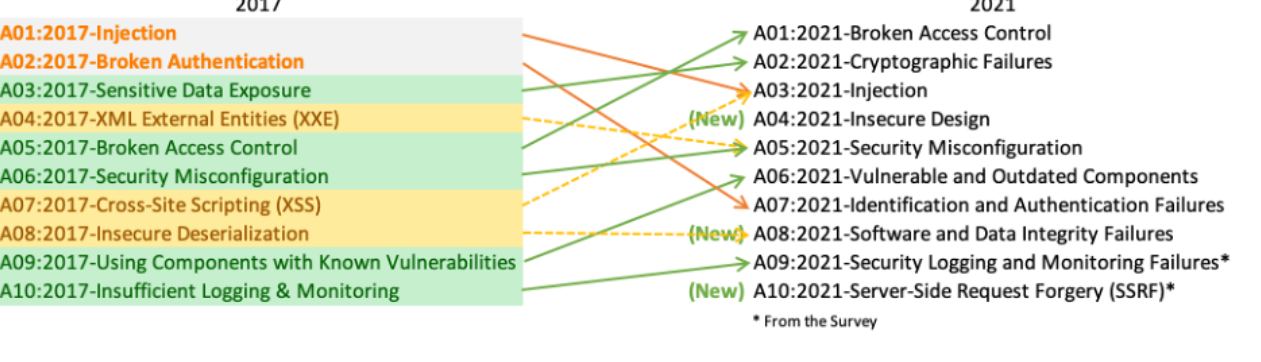 2017
2021
A01:2017-Injection
A02:2017-Broken Authentication
A03:2017-Sensitive Data Exposure
A04:2017-XML External Entities (XXE)
A05:2017-Broken Access Control
A06:2017-Security Misconfiguration
A07:2017-Cross-Site Scripting (XSS)
A08:2017-Insecure Deserialization
A09:2017-Using Components with Known Vulnerabilities
A10:2017-Insufficient Logging & Monitoring
A01:2021-Broken Access Control
A02:2021-Cryptographic Failures
A03:2021-Injection
(New) A04:2021-Insecure Design
A05:2021-Security Misconfiguration
A06:2021-Vulnerable and Outdated Components
A07:2021-Identification and Authentication Failures
(New) A08:2021-Software and Data Integrity Failures
A09:2021-Security Logging and Monitoring Failures*
(New) A10:2021-Server-Side Request Forgery (SSRF)*
* From the Survey